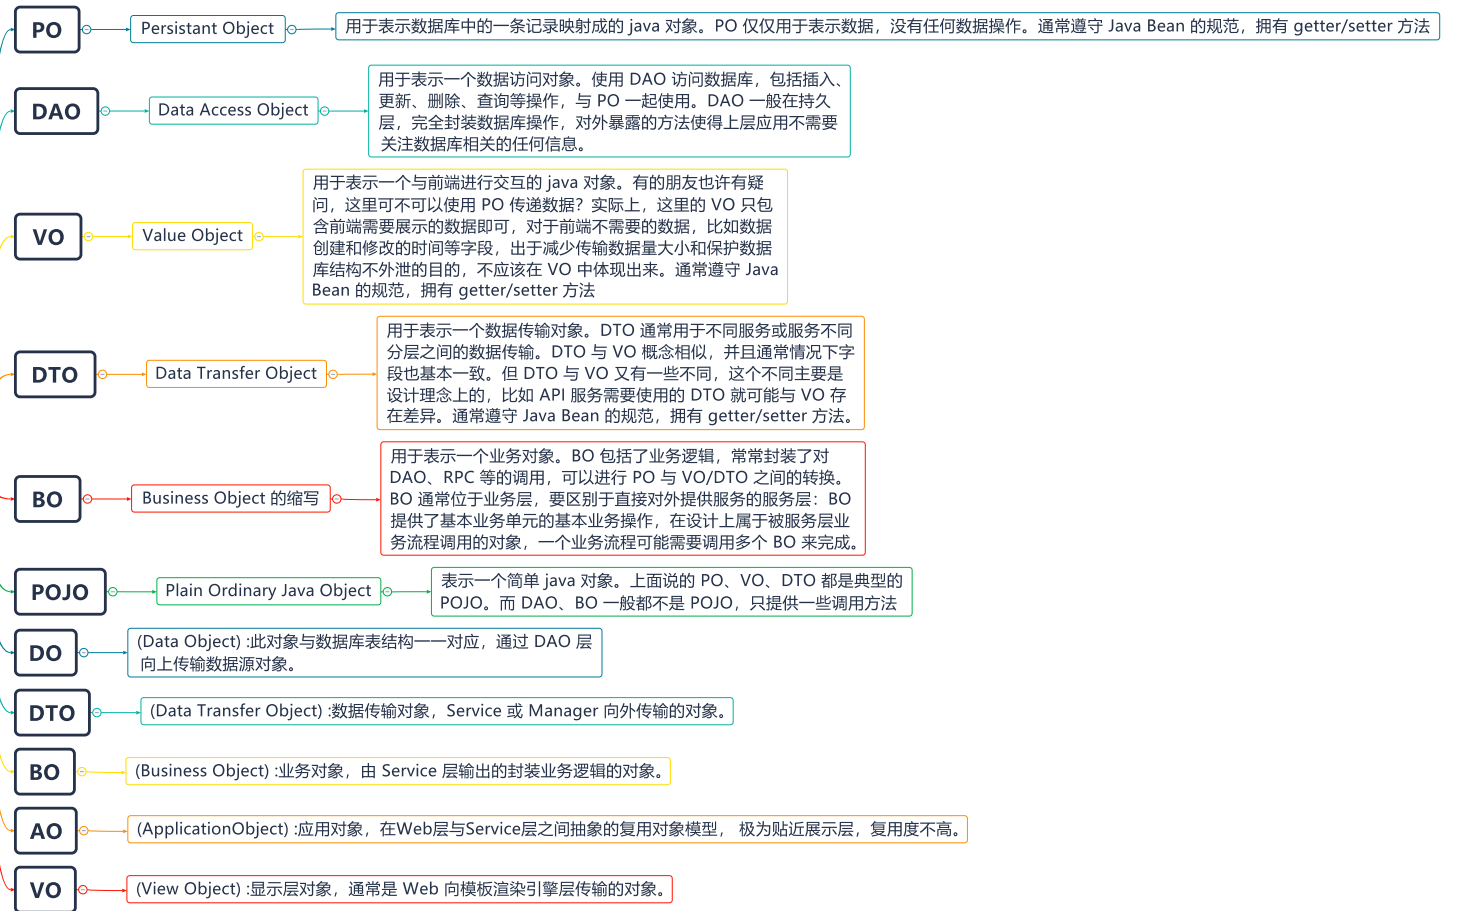 PO
Persistant Object
用于表示数据库中的一条记录映射成的 java 对象。PO 仅仅用于表示数据，没有任何数据操作。通常遵守 Java Bean 的规范，拥有 getter/setter 方法
DAO
Data Access Object
用于表示一个数据访问对象。使用 DAO 访问数据库，包括插入、
更新、删除、查询等操作，与 PO 一起使用。DAO 一般在持久
层，完全封装数据库操作，对外暴露的方法使得上层应用不需要
关注数据库相关的任何信息。
VO
Value Object
用于表示一个与前端进行交互的 java 对象。有的朋友也许有疑
问，这里可不可以使用 PO 传递数据？实际上，这里的 VO 只包
含前端需要展示的数据即可，对于前端不需要的数据，比如数据
创建和修改的时间等字段，出于减少传输数据量大小和保护数据
库结构不外泄的目的，不应该在 VO 中体现出来。通常遵守 Java
Bean 的规范，拥有 getter/setter 方法
DTO
Data Transfer Object
用于表示一个数据传输对象。DTO 通常用于不同服务或服务不同
分层之间的数据传输。DTO 与 VO 概念相似，并且通常情况下字
段也基本一致。但 DTO 与 VO 又有一些不同，这个不同主要是
设计理念上的，比如 API 服务需要使用的 DTO 就可能与 VO 存
在差异。通常遵守 Java Bean 的规范，拥有 getter/setter 方法。
BO
Business Object 的缩写
用于表示一个业务对象。BO 包括了业务逻辑，常常封装了对
DAO、RPC 等的调用，可以进行 PO 与 VO/DTO 之间的转换。
BO 通常位于业务层，要区别于直接对外提供服务的服务层：BO
提供了基本业务单元的基本业务操作，在设计上属于被服务层业
务流程调用的对象，一个业务流程可能需要调用多个 BO 来完成。
POJO
Plain Ordinary Java Object
表示一个简单 java 对象。上面说的 PO、VO、DTO 都是典型的
POJO。而 DAO、BO 一般都不是 POJO，只提供一些调用方法
DO
(Data Object) :此对象与数据库表结构一一对应，通过 DAO 层
向上传输数据源对象。
DTO
(Data Transfer Object) :数据传输对象，Service 或 Manager 向外传输的对象。
BO
(Business Object) :业务对象，由 Service 层输出的封装业务逻辑的对象。
AO
(ApplicationObject) :应用对象，在Web层与Service层之间抽象的复用对象模型， 极为贴近展示层，复用度不高。
VO
(View Object) :显示层对象，通常是 Web 向模板渲染引擎层传输的对象。